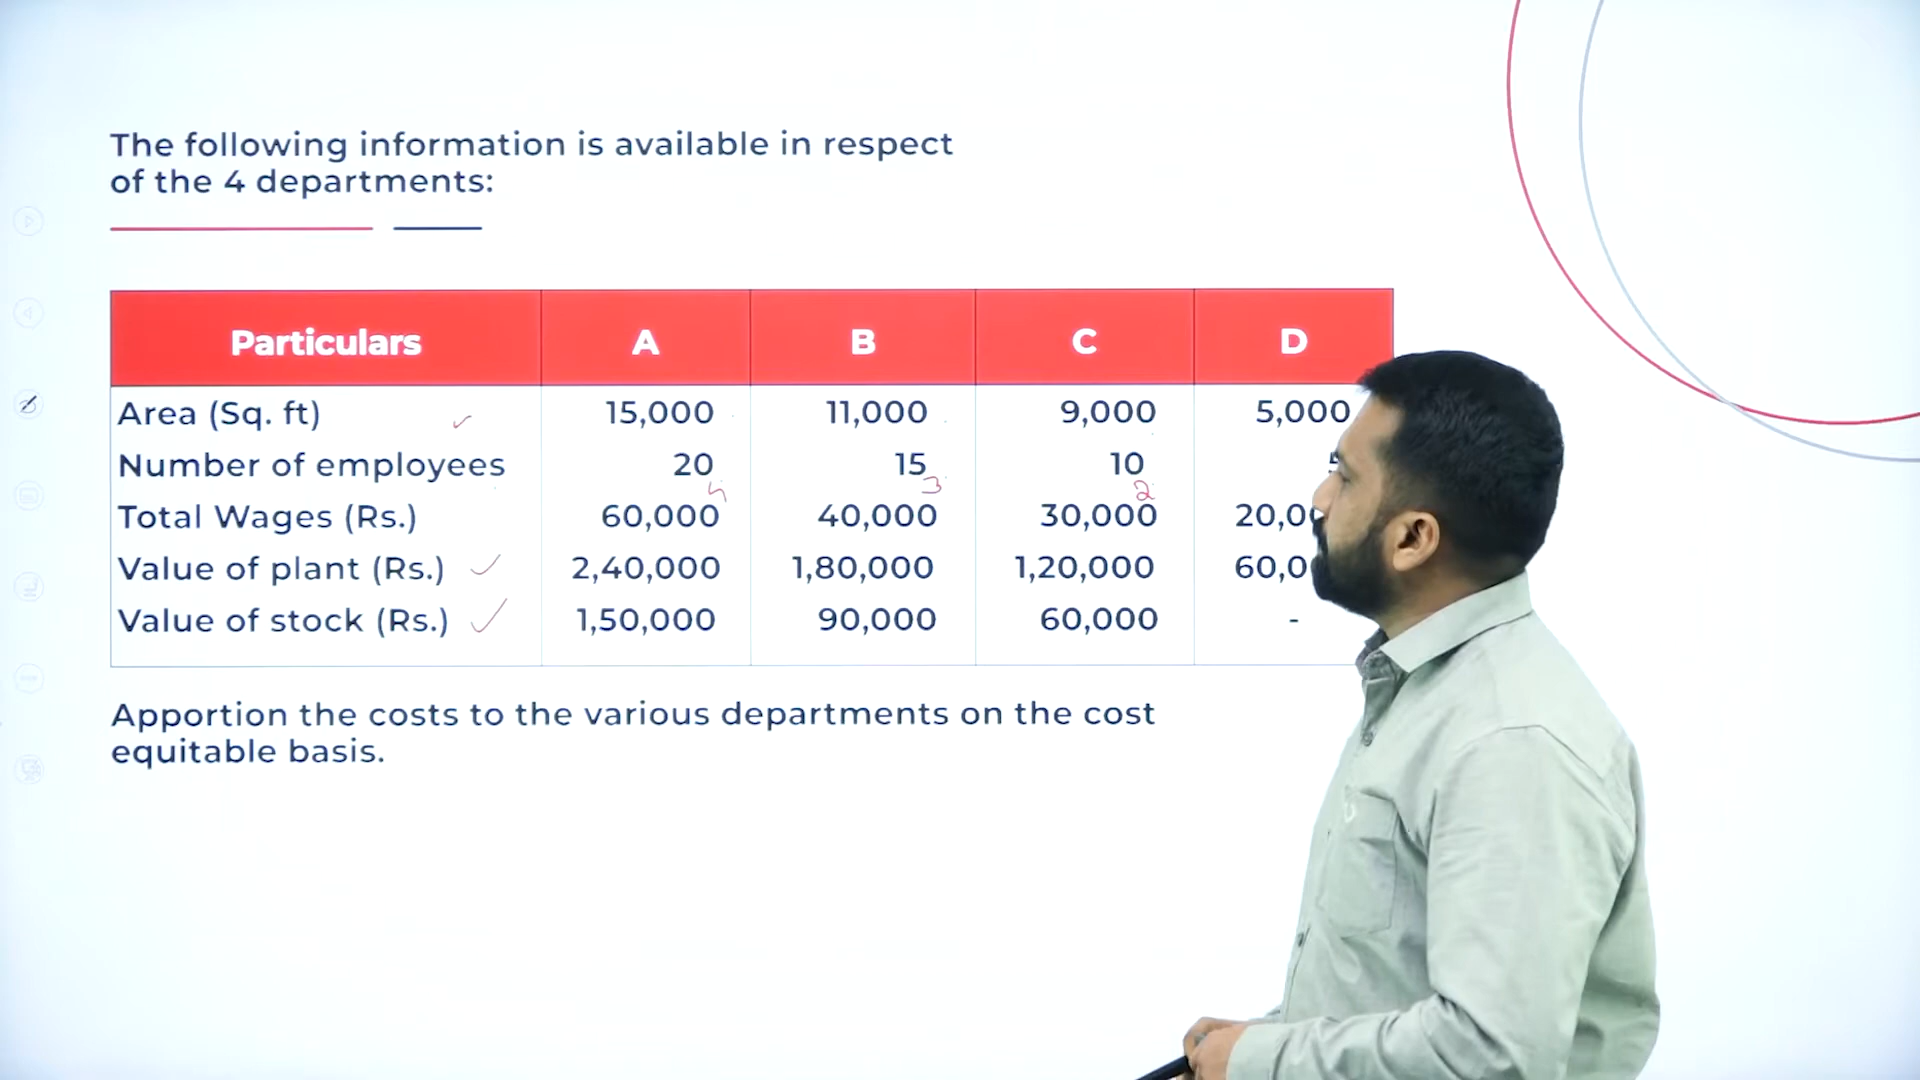 The following information is available in respect
of the 4 departments:
Particulars A B C D
Area (Sq. ft) 15,000 11,000 9,000 5,000
Number of employees 20 15 10
4 3 2
Total Wages (Rs.) 60,000 40,000 30,000
Value of plant (Rs.) 2,40,000 1,80,000 1,20,000
Value of stock (Rs.) 1,50,000 90,000 60,000 -
Apportion the costs to the various departments on the cost
equitable basis.